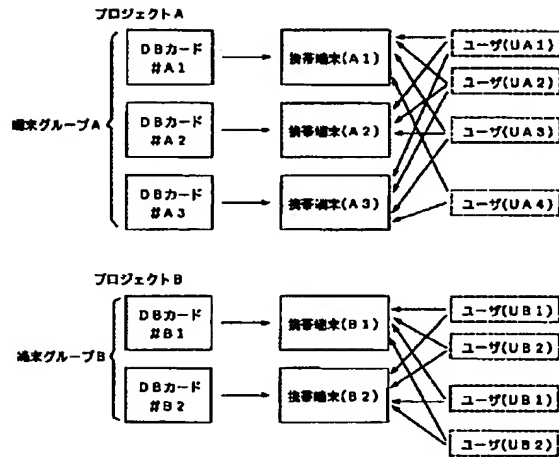 プロジェクトA
DBカード
#A1
携帯端末(A1)
ユーザ(UA1)
ユーザ(UA2)
端末グループA
DBカード
#A2
携帯端末(A2)
ユーザ(UA3)
DBカード
#A3
携帯端末(A3)
ユーザ(UA4)
プロジェクトB
DBカード
#B1
携帯端末(B1)
ユーザ(UB1)
ユーザ(UB2)
端末グループB
DBカード
#B2
携帯端末(B2)
ユーザ(UB1)
ユーザ(UB2)